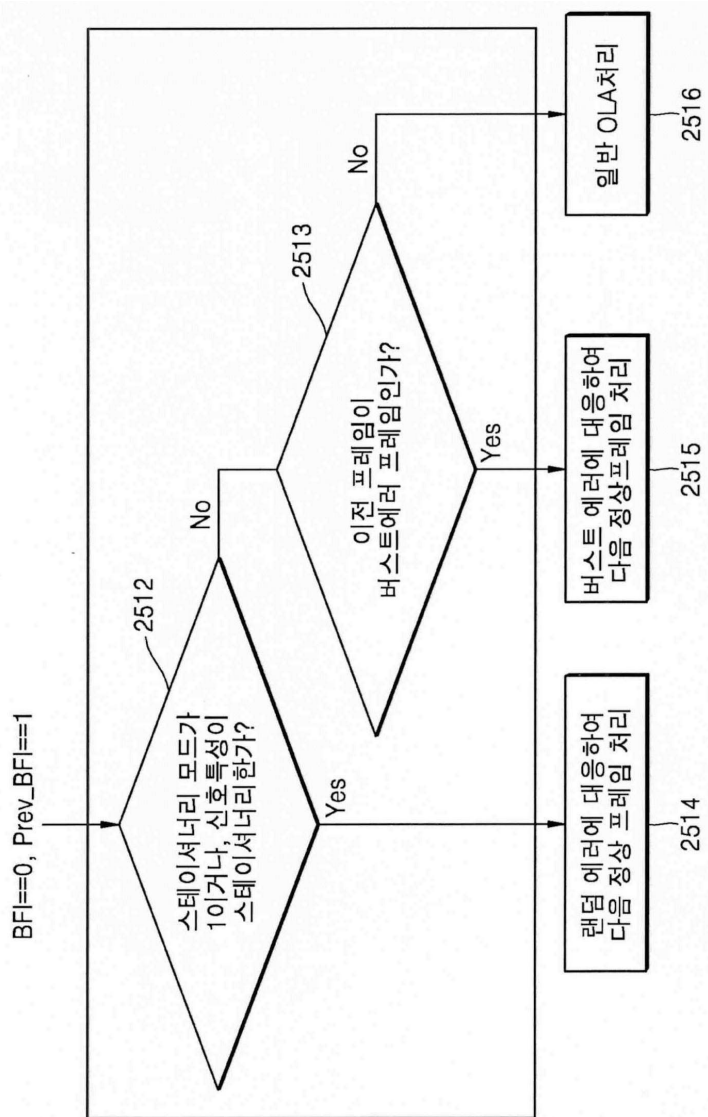 BFI==0, Prev_BFI==1
2512
스테이셔너리 모드가
1이거나, 신호특성이
스테이셔너리 한가?
No
Yes
2513
이전 프레임이
버스트에러 프레임인가?
No
Yes
랜덤 에러에 대응하여
다음 정상 프레임 처리
2514
버스트 에러에 대응하여
다음 정상프레임 처리
2515
일반 OLA처리
2516